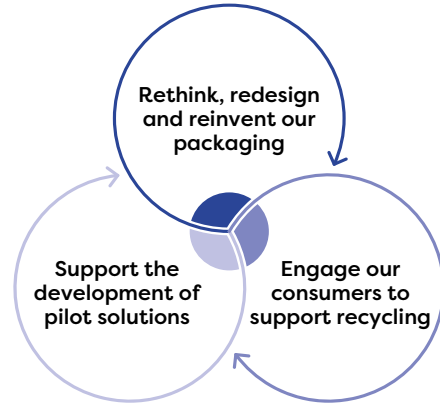 Rethink, redesign
and reinvent our
packaging
Support the
development of
pilot solutions
Engage our
consumers to
support recycling